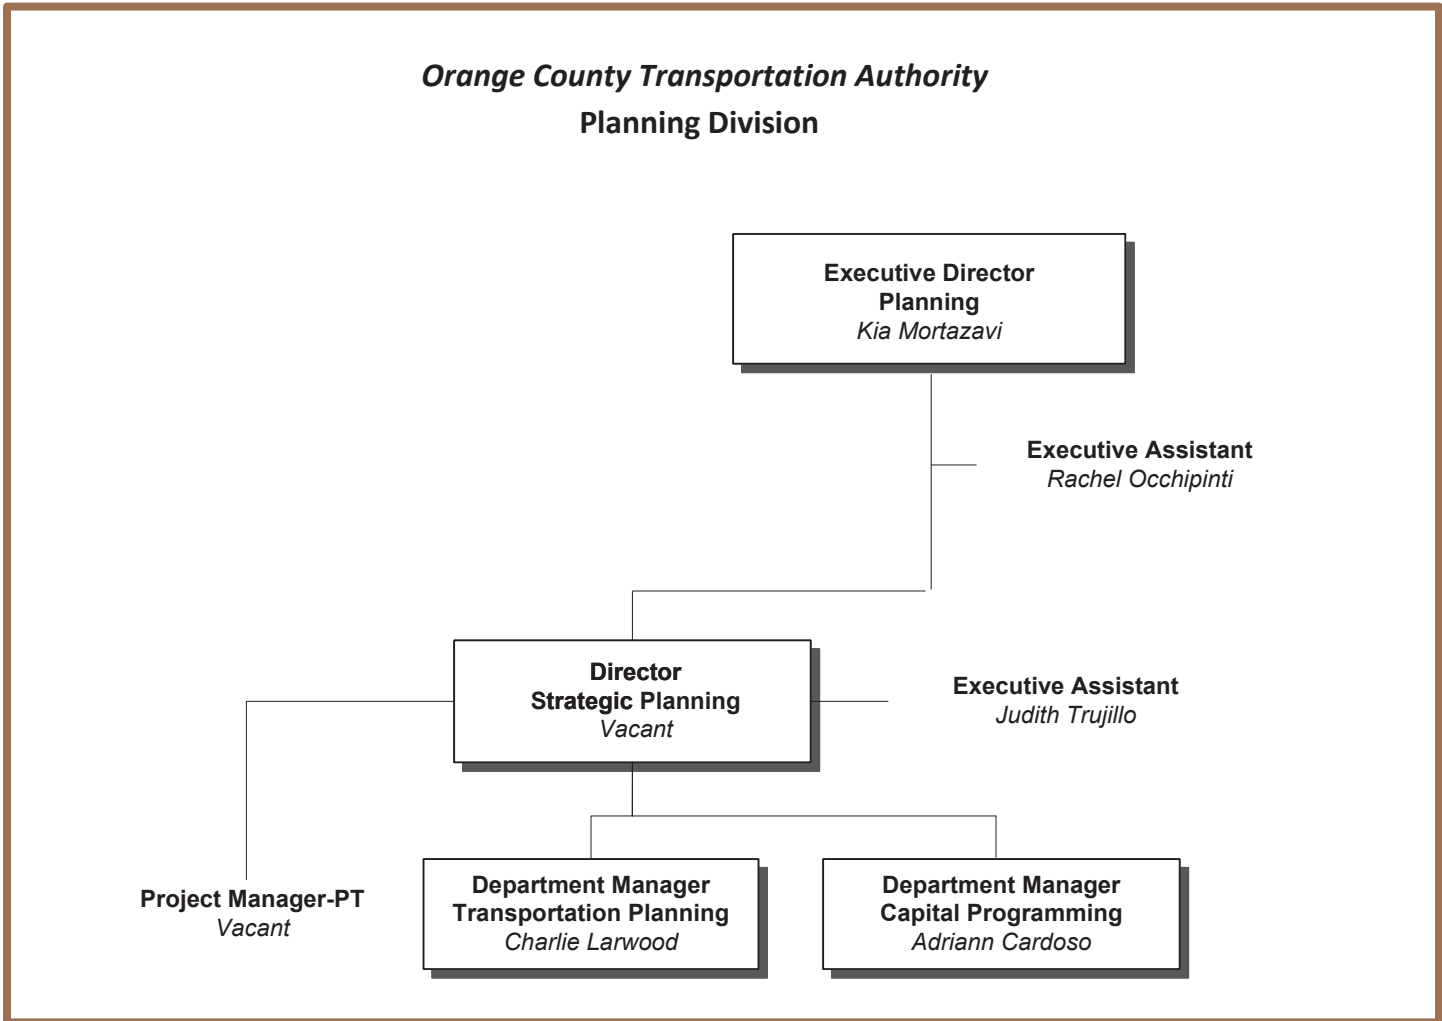 Orange County Transportation Authority
Planning Division
Executive Director
Planning
Kia Mortazavi
Executive Assistant
Rachel Occhipinti
Director
Strategic Planning
Vacant
Executive Assistant
Judith Trujillo
Project Manager-PT
Vacant
Department Manager
Transportation Planning
Charlie Larwood
Department Manager
Capital Programming
Adriann Cardoso